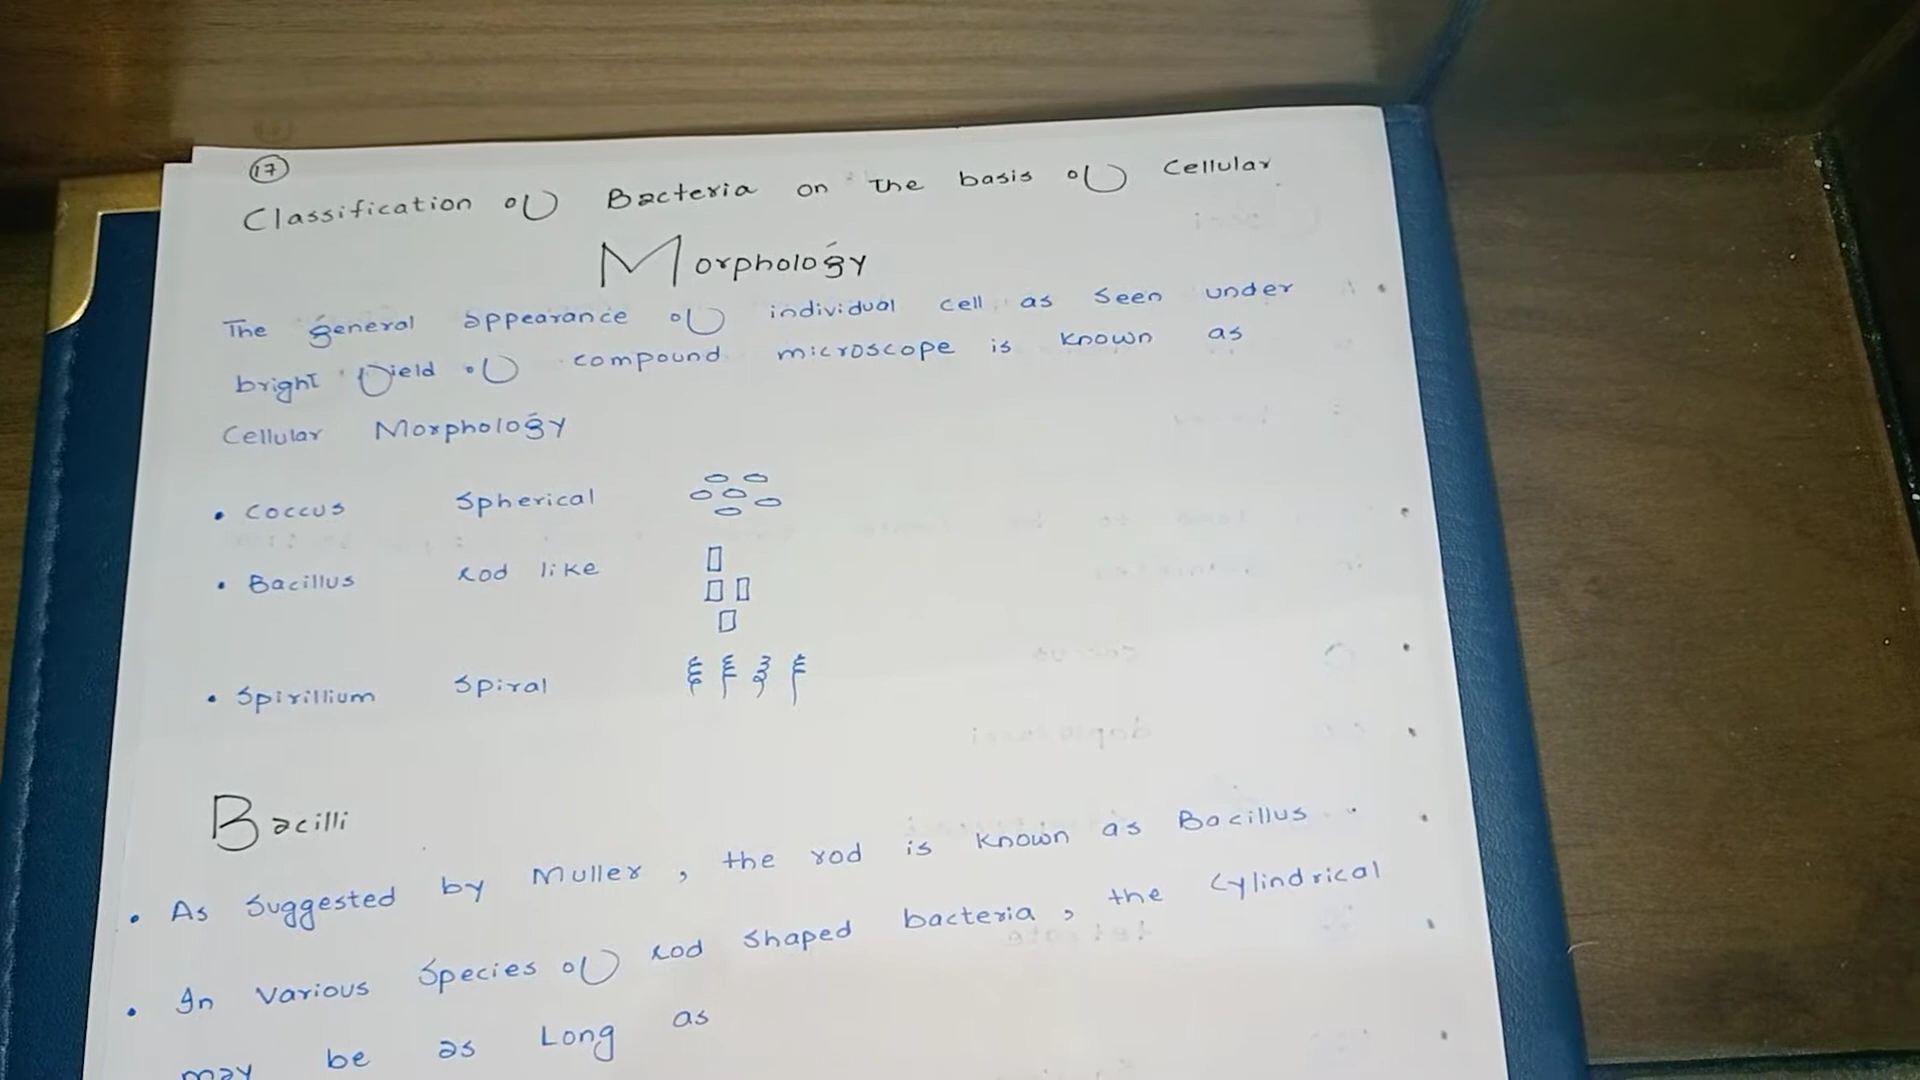 17
Classification of Bacteria on the basis of Cellular
Morphology
The general appearance of individual cell as seen under
bright field of compound microscope is known as
Cellular Morphology
• Coccus Spherical
• Bacillus rod like
• Spirillium Spiral
Bacilli
• As suggested by Muller, the rod is known as Bacillus
• In various species of rod shaped bacteria, the cylindrical
may be as Long as